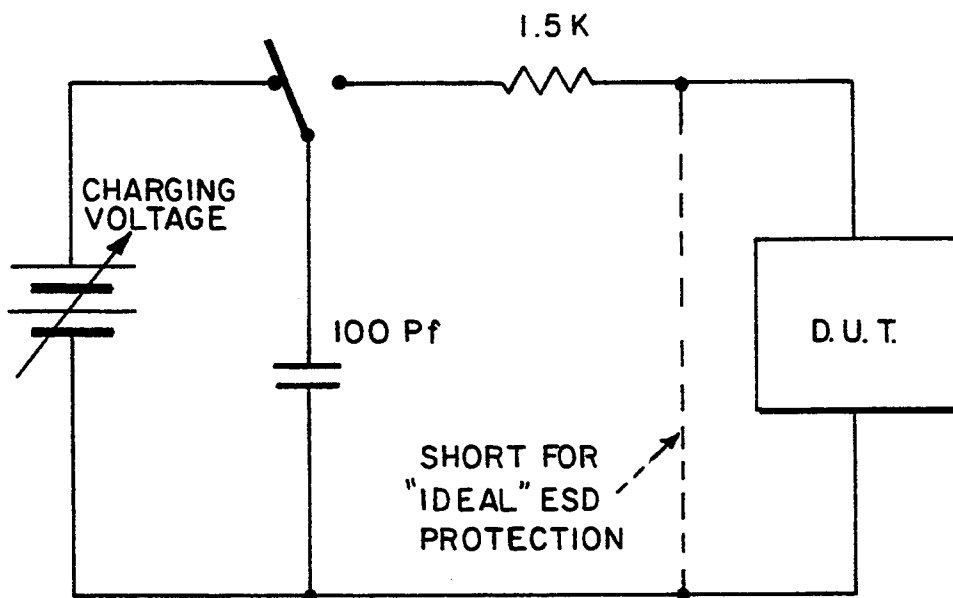 1.5 K
CHARGING
VOLTAGE
100 Pf
D. U. T.
SHORT FOR
"IDEAL" ESD
PROTECTION